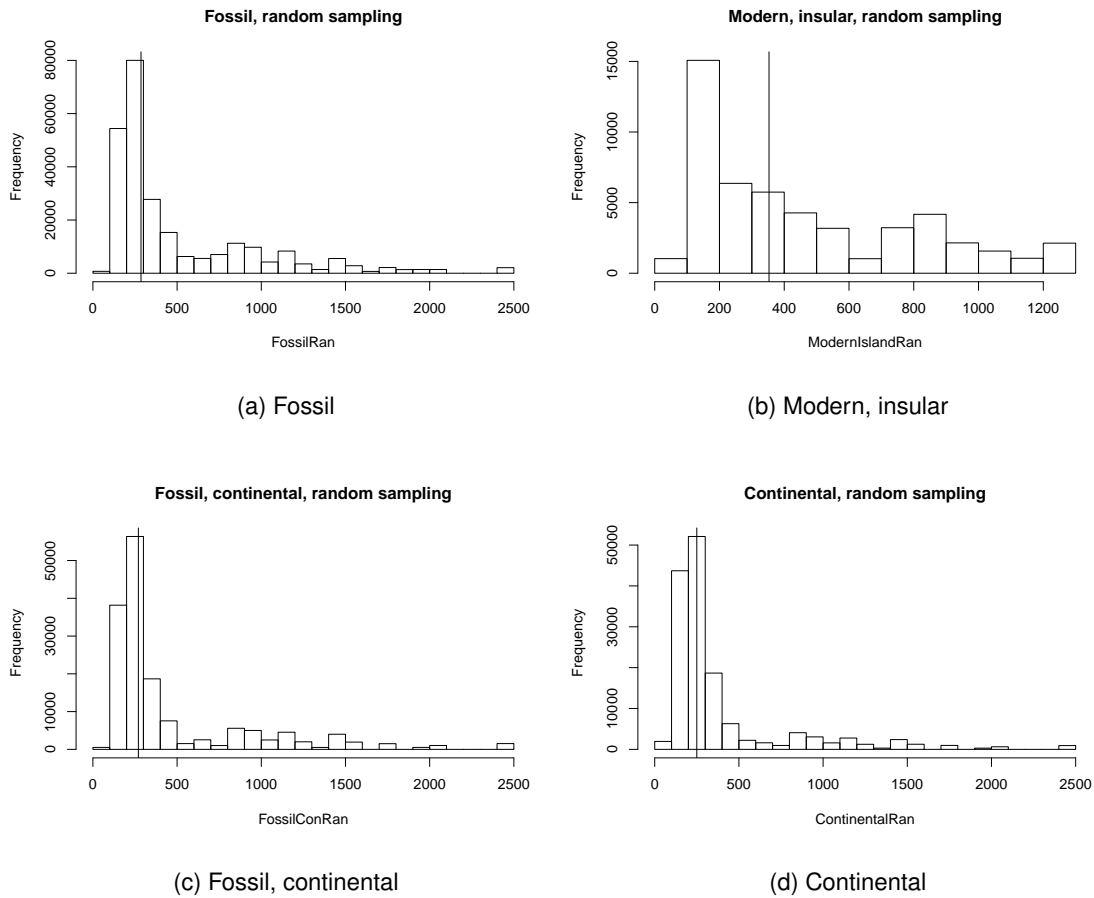 Fossil, random sampling
Frequency
0 20000 40000 60000 80000
0 500 1000 1500 2000 2500
FossilRan
(a) Fossil
Modern, insular, random sampling
Frequency
0 5000 10000 15000
0 200 400 600 800 1000 1200
ModernIslandRan
(b) Modern, insular
Fossil, continental, random sampling
Frequency
0 10000 30000 50000
0 500 1000 1500 2000 2500
FossilConRan
(c) Fossil, continental
Continental, random sampling
Frequency
0 10000 30000 50000
0 500 1000 1500 2000 2500
ContinentalRan
(d) Continental